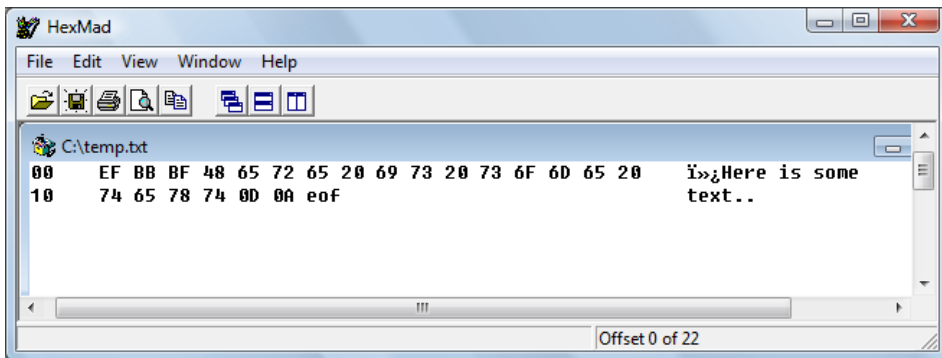 HexMad
File Edit View Window Help
C:\temp.txt
00 EF BB BF 48 65 72 65 20 69 73 20 73 6F 6D 65 20 ï»¿Here is some
10 74 65 78 74 0D 0A eof text..
Offset 0 of 22